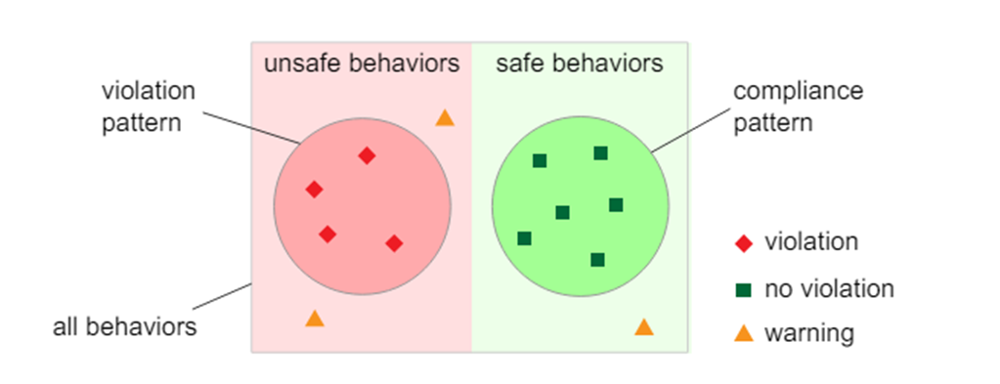 unsafe behaviors
safe behaviors
violation
pattern
compliance
pattern
violation
no violation
warning
all behaviors